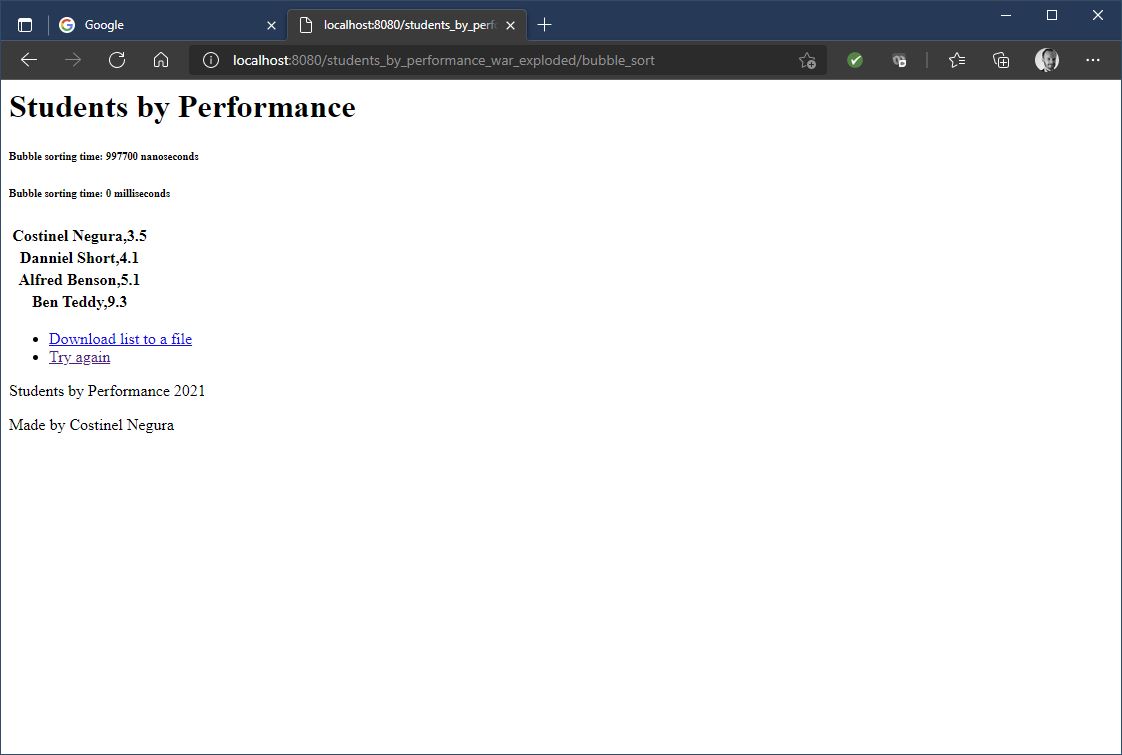 Google
localhost:8080/students_by_perf
localhost:8080/students_by_performance_war_exploded/bubble_sort
Students by Performance
Bubble sorting time: 997700 nanoseconds
Bubble sorting time: 0 milliseconds
Costinel Negura,3.5
Danniel Short,4.1
Alfred Benson,5.1
Ben Teddy,9.3
Download list to a file
Try again
Students by Performance 2021
Made by Costinel Negura